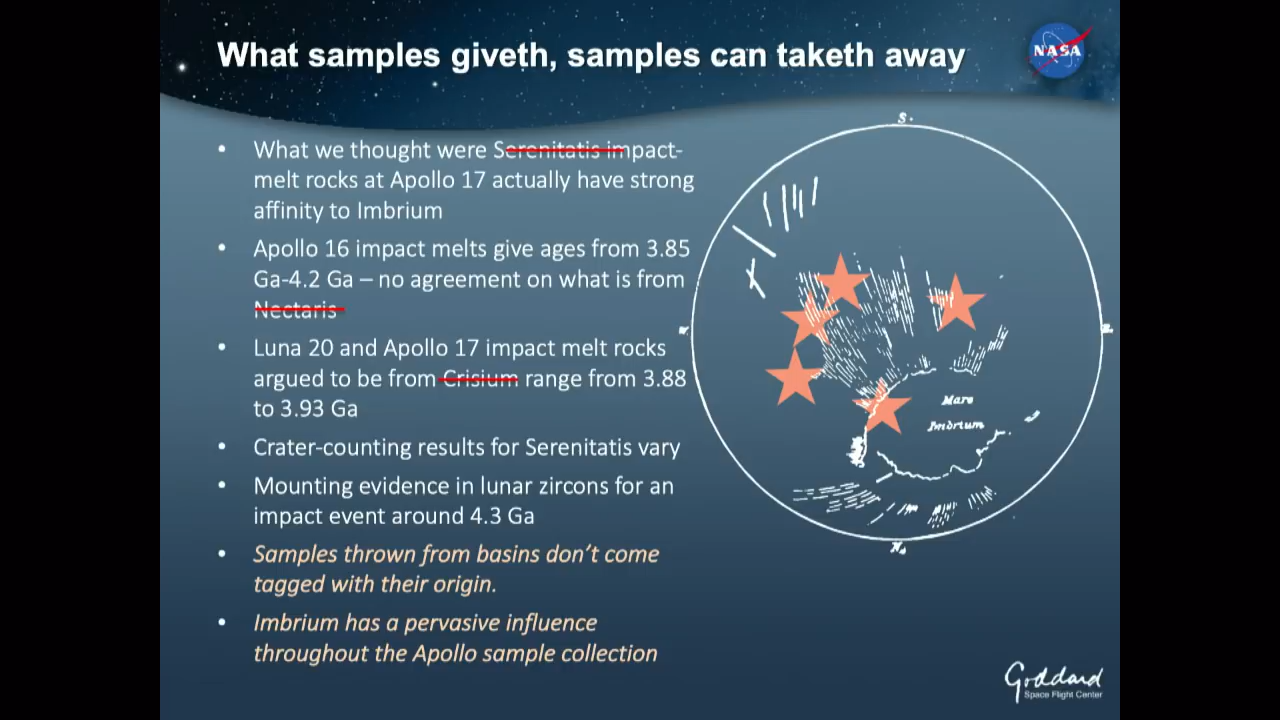 What samples giveth, samples can taketh away
NASA
• What we thought were Serenitatis impact-
melt rocks at Apollo 17 actually have strong
affinity to Imbrium
• Apollo 16 impact melts give ages from 3.85
Ga-4.2 Ga – no agreement on what is from
Nectaris
• Luna 20 and Apollo 17 impact melt rocks
argued to be from Crisium range from 3.88
to 3.93 Ga
• Crater-counting results for Serenitatis vary
• Mounting evidence in lunar zircons for an
impact event around 4.3 Ga
• Samples thrown from basins don’t come
tagged with their origin.
• Imbrium has a pervasive influence
throughout the Apollo sample collection
S.
Mare
Imbrium
N.
Goddard
Space Flight Center